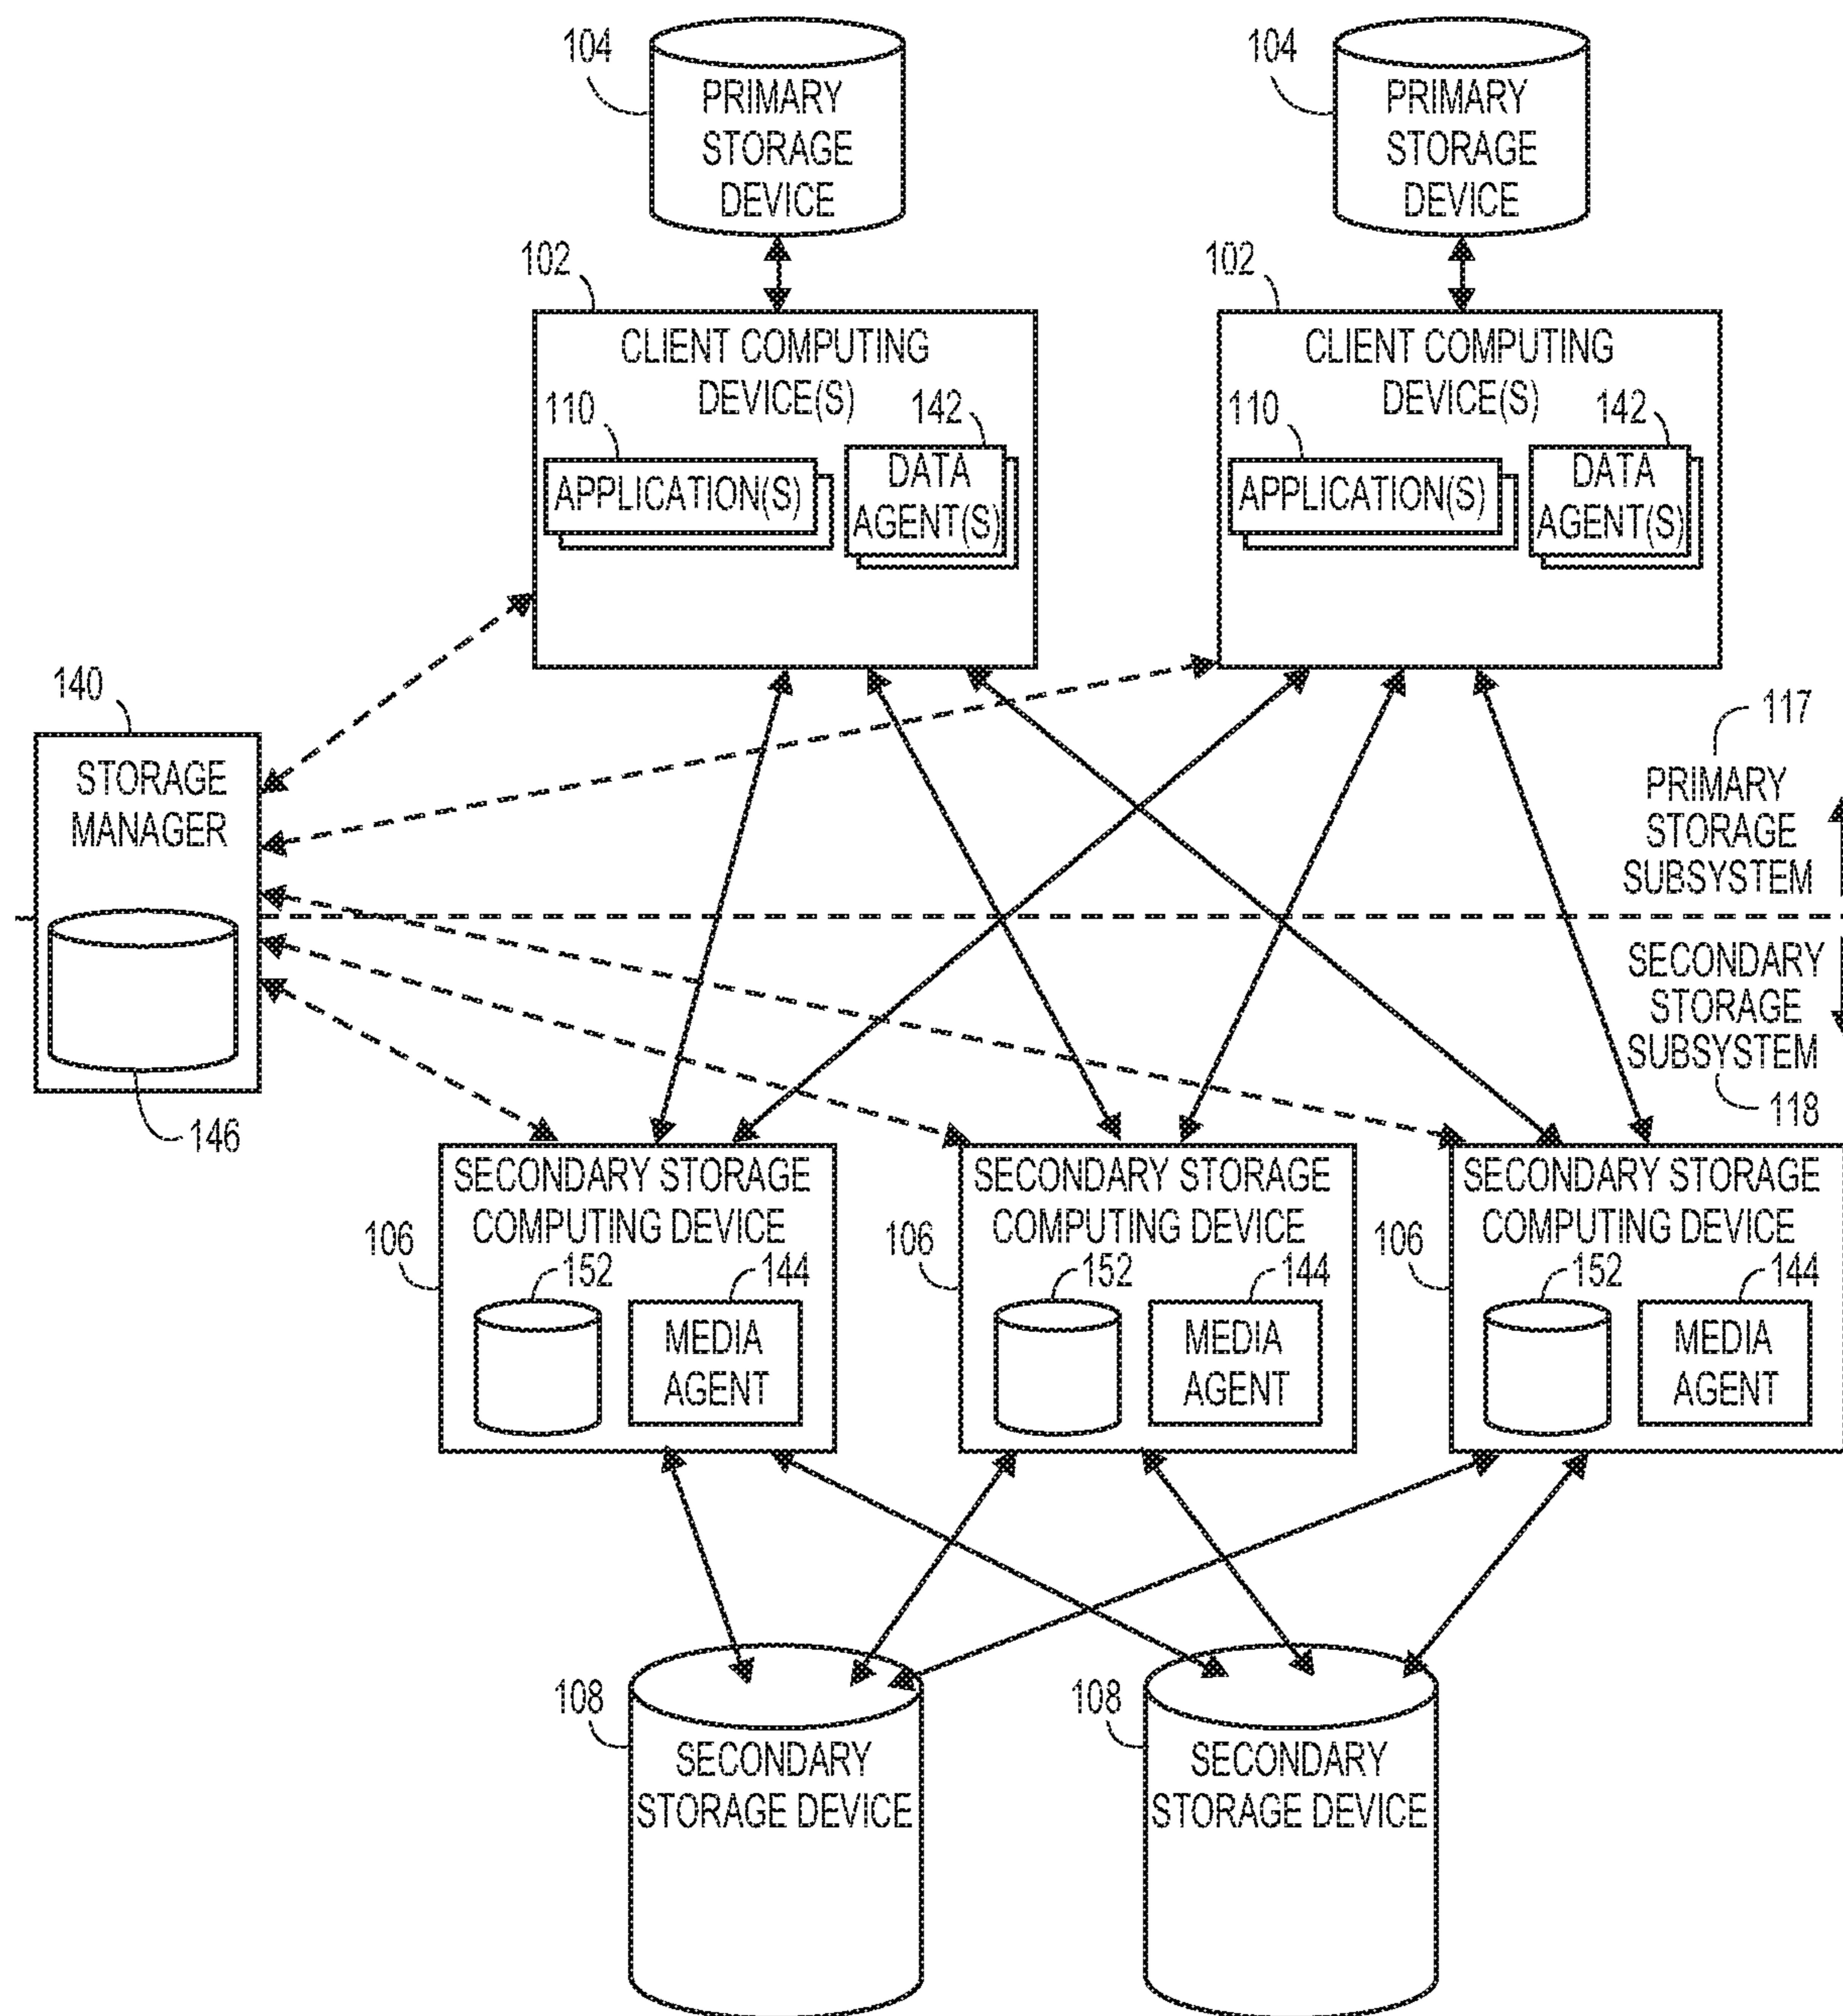 104
PRIMARY
STORAGE
DEVICE
104
PRIMARY
STORAGE
DEVICE
102
CLIENT COMPUTING
DEVICE(S)
110
142
APPLICATION(S)
DATA
AGENT(S)
102
CLIENT COMPUTING
DEVICE(S)
110
142
APPLICATION(S)
DATA
AGENT(S)
140
STORAGE
MANAGER
146
117
PRIMARY
STORAGE
SUBSYSTEM
SECONDARY
STORAGE
SUBSYSTEM
118
106
SECONDARY STORAGE
COMPUTING DEVICE
152
144
MEDIA
AGENT
106
SECONDARY STORAGE
COMPUTING DEVICE
152
144
MEDIA
AGENT
106
SECONDARY STORAGE
COMPUTING DEVICE
152
144
MEDIA
AGENT
108
SECONDARY
STORAGE DEVICE
108
SECONDARY
STORAGE DEVICE